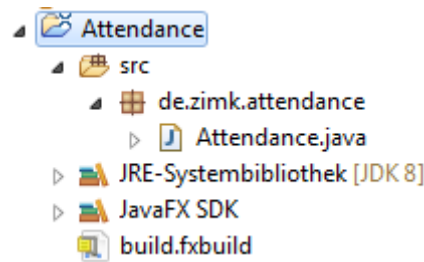 Attendance
src
de.zimk.attendance
Attendance.java
JRE-Systembibliothek [JDK 8]
JavaFX SDK
build.fxbuild